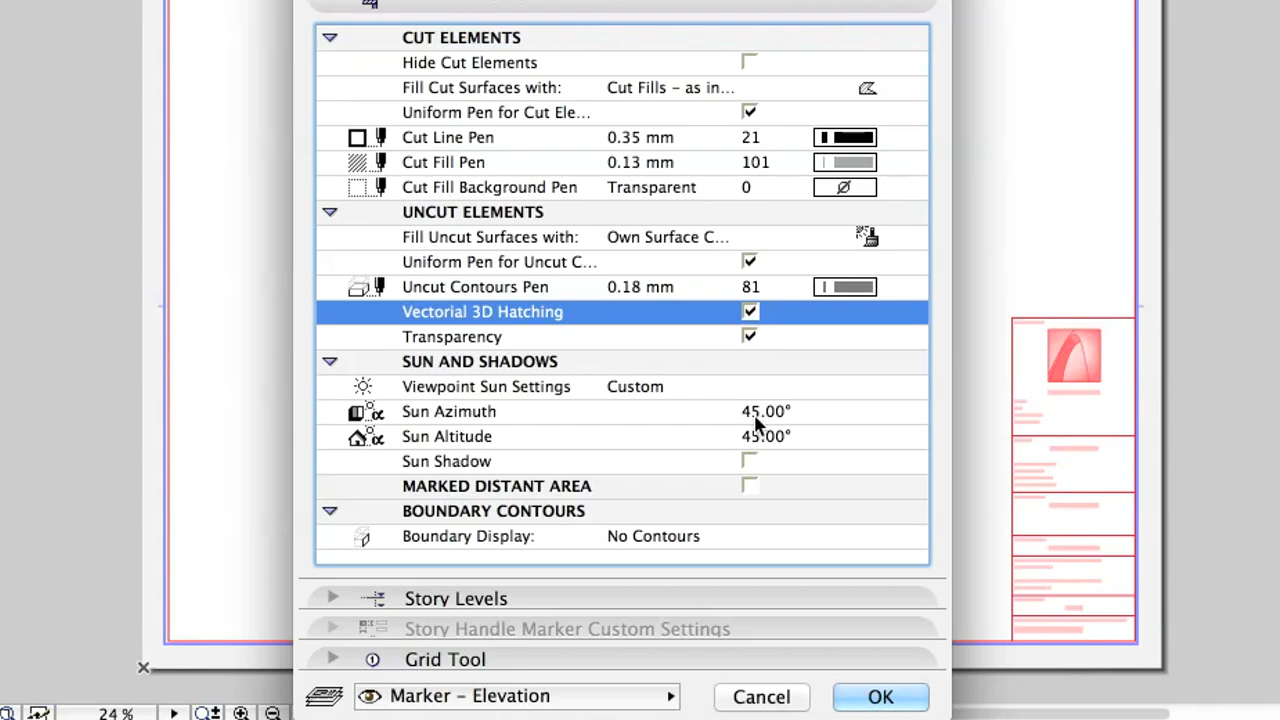 CUT ELEMENTS
Hide Cut Elements
Fill Cut Surfaces with: Cut Fills – as in...
Uniform Pen for Cut Ele...
Cut Line Pen 0.35 mm 21
Cut Fill Pen 0.13 mm 101
Cut Fill Background Pen Transparent 0
UNCUT ELEMENTS
Fill Uncut Surfaces with: Own Surface C...
Uniform Pen for Uncut C...
Uncut Contours Pen 0.18 mm 81
Vectorial 3D Hatching
Transparency
SUN AND SHADOWS
Viewpoint Sun Settings Custom
Sun Azimuth 45.00°
Sun Altitude 45.00°
Sun Shadow
MARKED DISTANT AREA
BOUNDARY CONTOURS
Boundary Display: No Contours
Story Levels
Story Handle Marker Custom Settings
Grid Tool
Marker – Elevation Cancel OK
24 %